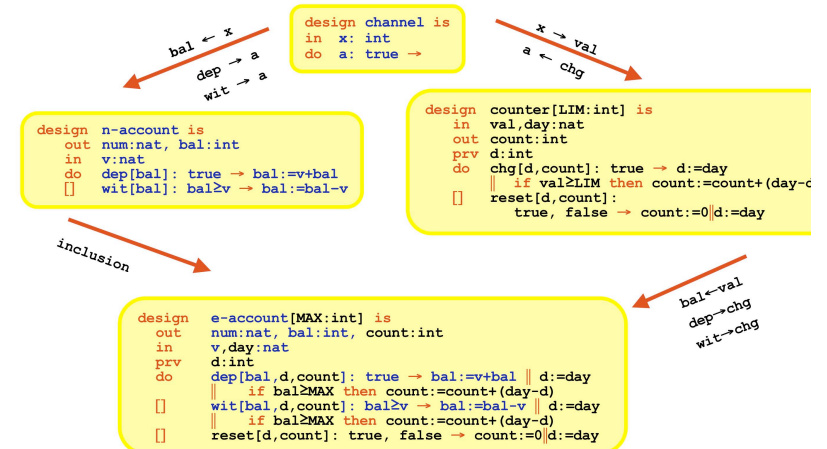 design channel is
in x: int
do a: true →
bal ← x
dep → a
wit → a
x → val
a ← chg
design n-account is
out num:nat, bal:int
in v:nat
do dep[bal]: true → bal:=v+bal
[] wit[bal]: bal≥v → bal:=bal-v
design counter[LIM:int] is
in val,day:nat
out count:int
prv d:int
do chg[d,count]: true → d:=day
‖ if val≥LIM then count:=count+(day-d
[] reset[d,count]:
true, false → count:=0‖d:=day
inclusion
bal←val
dep→chg
wit→chg
design e-account[MAX:int] is
out num:nat, bal:int, count:int
in v,day:nat
prv d:int
do dep[bal,d,count]: true → bal:=v+bal ‖ d:=day
‖ if bal≥MAX then count:=count+(day-d)
[] wit[bal,d,count]: bal≥v → bal:=bal-v ‖ d:=day
‖ if bal≥MAX then count:=count+(day-d)
[] reset[d,count]: true, false → count:=0‖d:=day